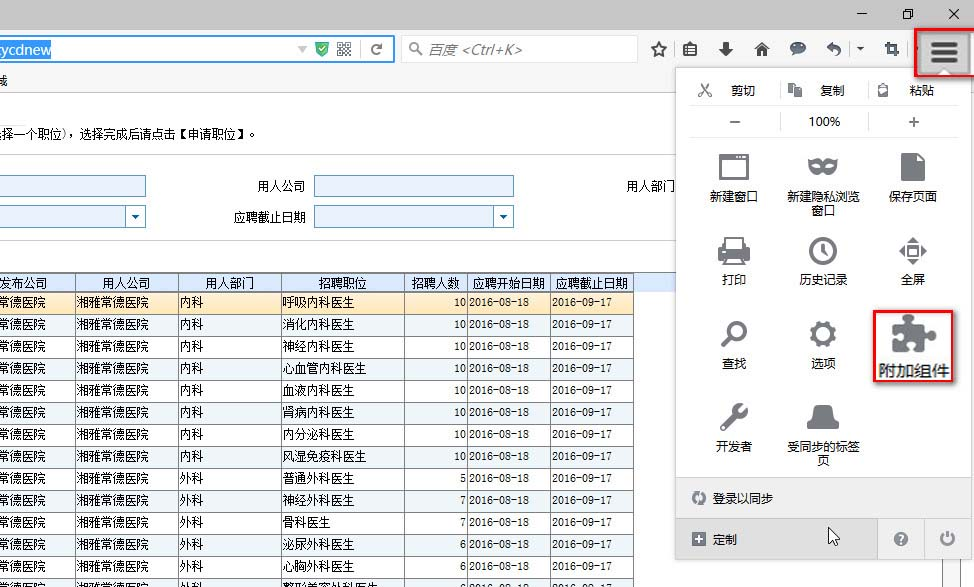 ycdnew
百度 <Ctrl+K>
剪切 复制 粘贴
100%
择一个职位），选择完成后请点击【申请职位】。
用人公司 用人部门
应聘截止日期
新建窗口 新建隐私浏览窗口 保存页面
打印 历史记录 全屏
查找 选项 附加组件
开发者 受同步的标签页
登录以同步
定制
发布公司 用人公司 用人部门 招聘职位 招聘人数 应聘开始日期 应聘截止日期
常德医院 湘雅常德医院 内科 呼吸内科医生 10 2016-08-18 2016-09-17
常德医院 湘雅常德医院 内科 消化内科医生 10 2016-08-18 2016-09-17
常德医院 湘雅常德医院 内科 神经内科医生 10 2016-08-18 2016-09-17
常德医院 湘雅常德医院 内科 心血管内科医生 10 2016-08-18 2016-09-17
常德医院 湘雅常德医院 内科 血液内科医生 10 2016-08-18 2016-09-17
常德医院 湘雅常德医院 内科 肾病内科医生 10 2016-08-18 2016-09-17
常德医院 湘雅常德医院 内科 内分泌科医生 10 2016-08-18 2016-09-17
常德医院 湘雅常德医院 内科 风湿免疫科医生 10 2016-08-18 2016-09-17
常德医院 湘雅常德医院 外科 普通外科医生 5 2016-08-18 2016-09-17
常德医院 湘雅常德医院 外科 神经外科医生 7 2016-08-18 2016-09-17
常德医院 湘雅常德医院 外科 骨科医生 7 2016-08-18 2016-09-17
常德医院 湘雅常德医院 外科 泌尿外科医生 6 2016-08-18 2016-09-17
常德医院 湘雅常德医院 外科 心胸外科医生 6 2016-08-18 2016-09-17